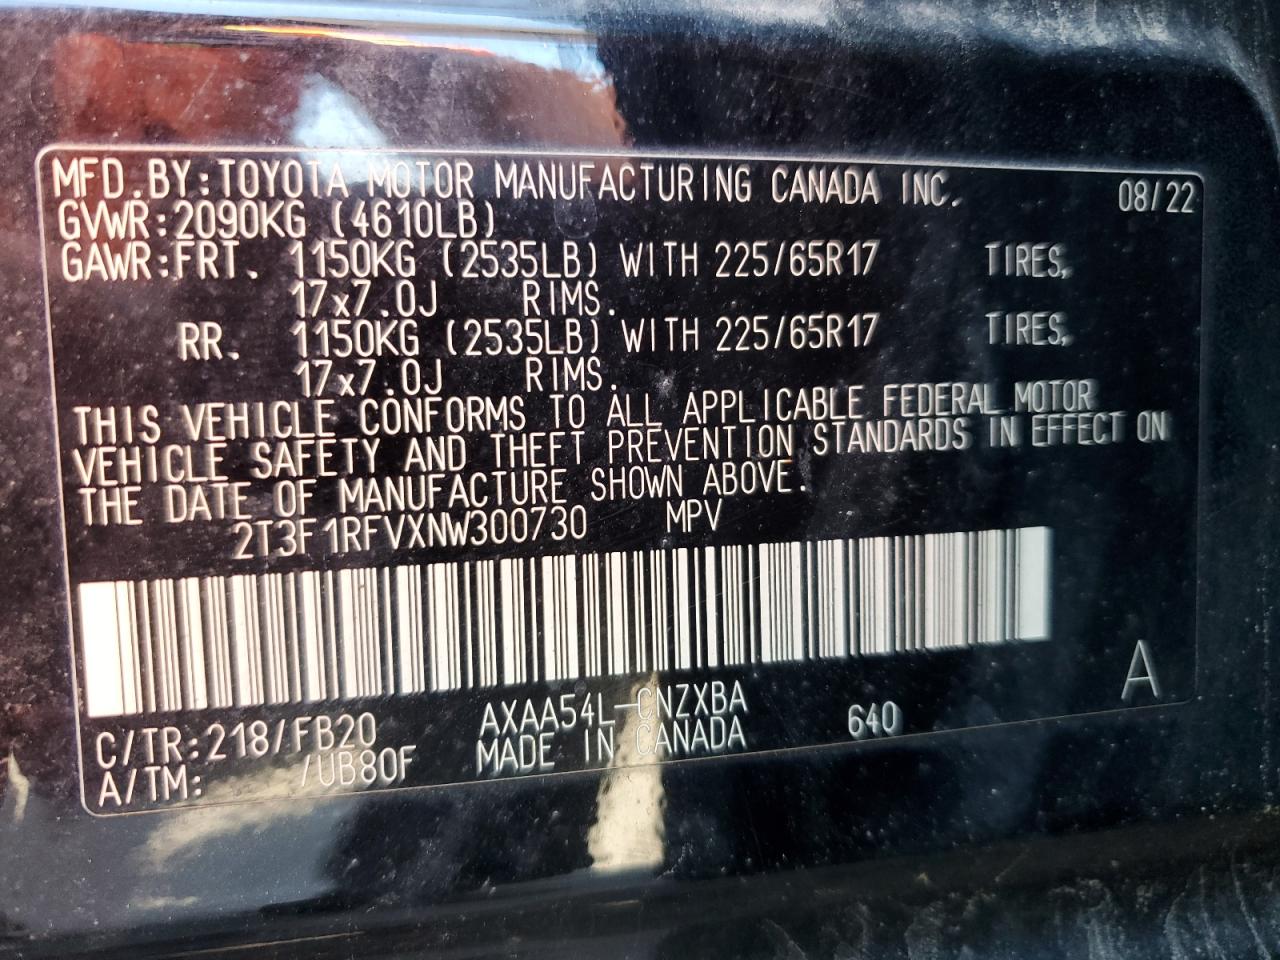 MFD.BY:TOYOTA MOTOR MANUFACTURING CANADA INC. 08/22
GVWR:2090KG (4610LB)
GAWR:FRT. 1150KG (2535LB) WITH 225/65R17 TIRES,
17x7.0J RIMS.
RR. 1150KG (2535LB) WITH 225/65R17 TIRES,
17x7.0J RIMS.
THIS VEHICLE CONFORMS TO ALL APPLICABLE FEDERAL MOTOR
VEHICLE SAFETY AND THEFT PREVENTION STANDARDS IN EFFECT ON
THE DATE OF MANUFACTURE SHOWN ABOVE.
2T3F1RFVXNW300730 MPV
A
C/TR:218/FB20 AXAA54L-CNZXBA 640
A/TM: /UB80F MADE IN CANADA